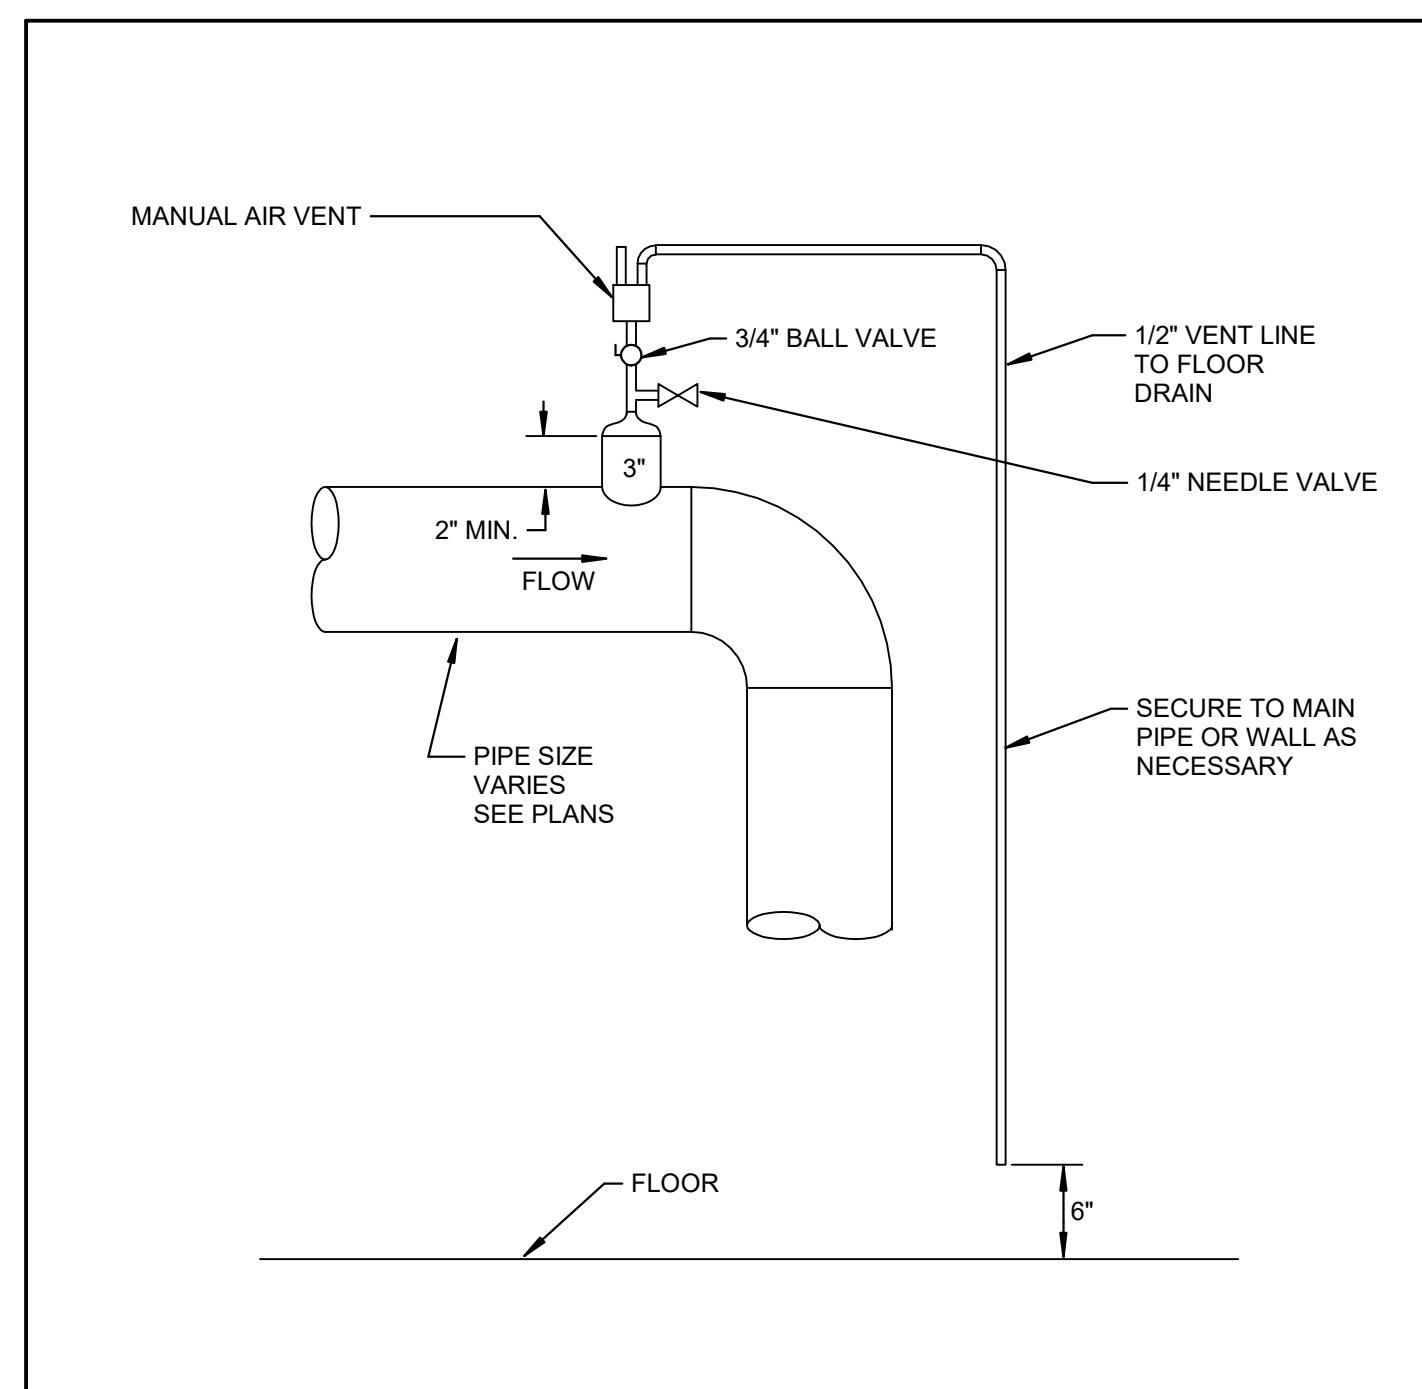 MANUAL AIR VENT
3/4" BALL VALVE
1/2" VENT LINE
TO FLOOR
DRAIN
3"
1/4" NEEDLE VALVE
2" MIN.
FLOW
SECURE TO MAIN
PIPE OR WALL AS
NECESSARY
PIPE SIZE
VARIES
SEE PLANS
FLOOR
6"